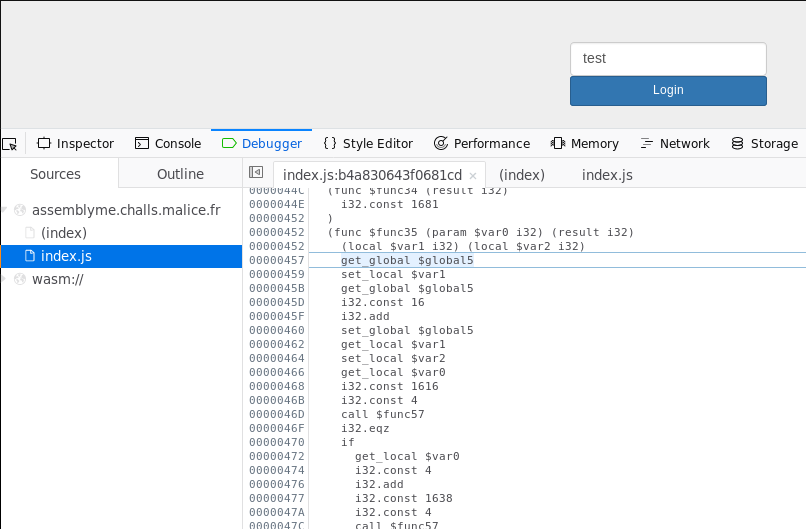 test
Login
Inspector Console Debugger Style Editor Performance Memory Network Storage
Sources Outline
index.js:b4a830643f0681cd × (index) index.js
assemblyme.challs.malice.fr
(index)
index.js
wasm://
0000044C (func $func34 (result i32)
0000044E i32.const 1681
00000452 )
00000452 (func $func35 (param $var0 i32) (result i32)
00000452 (local $var1 i32) (local $var2 i32)
00000457 get_global $global5
00000459 set_local $var1
0000045B get_global $global5
0000045D i32.const 16
0000045F i32.add
00000460 set_global $global5
00000462 get_local $var1
00000464 set_local $var2
00000466 get_local $var0
00000468 i32.const 1616
0000046B i32.const 4
0000046D call $func57
0000046F i32.eqz
00000470 if
00000472 get_local $var0
00000474 i32.const 4
00000476 i32.add
00000477 i32.const 1638
0000047A i32.const 4
0000047C call $func57